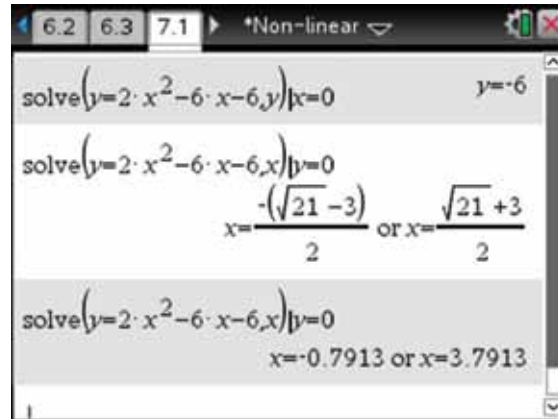 6.2 6.3 7.1 *Non-linear
solve(y=2·x²−6·x−6,y)|x=0
y=-6
solve(y=2·x²−6·x−6,x)|y=0
x=-(√21−3)/2 or x=(√21+3)/2
solve(y=2·x²−6·x−6,x)|y=0
x=-0.7913 or x=3.7913